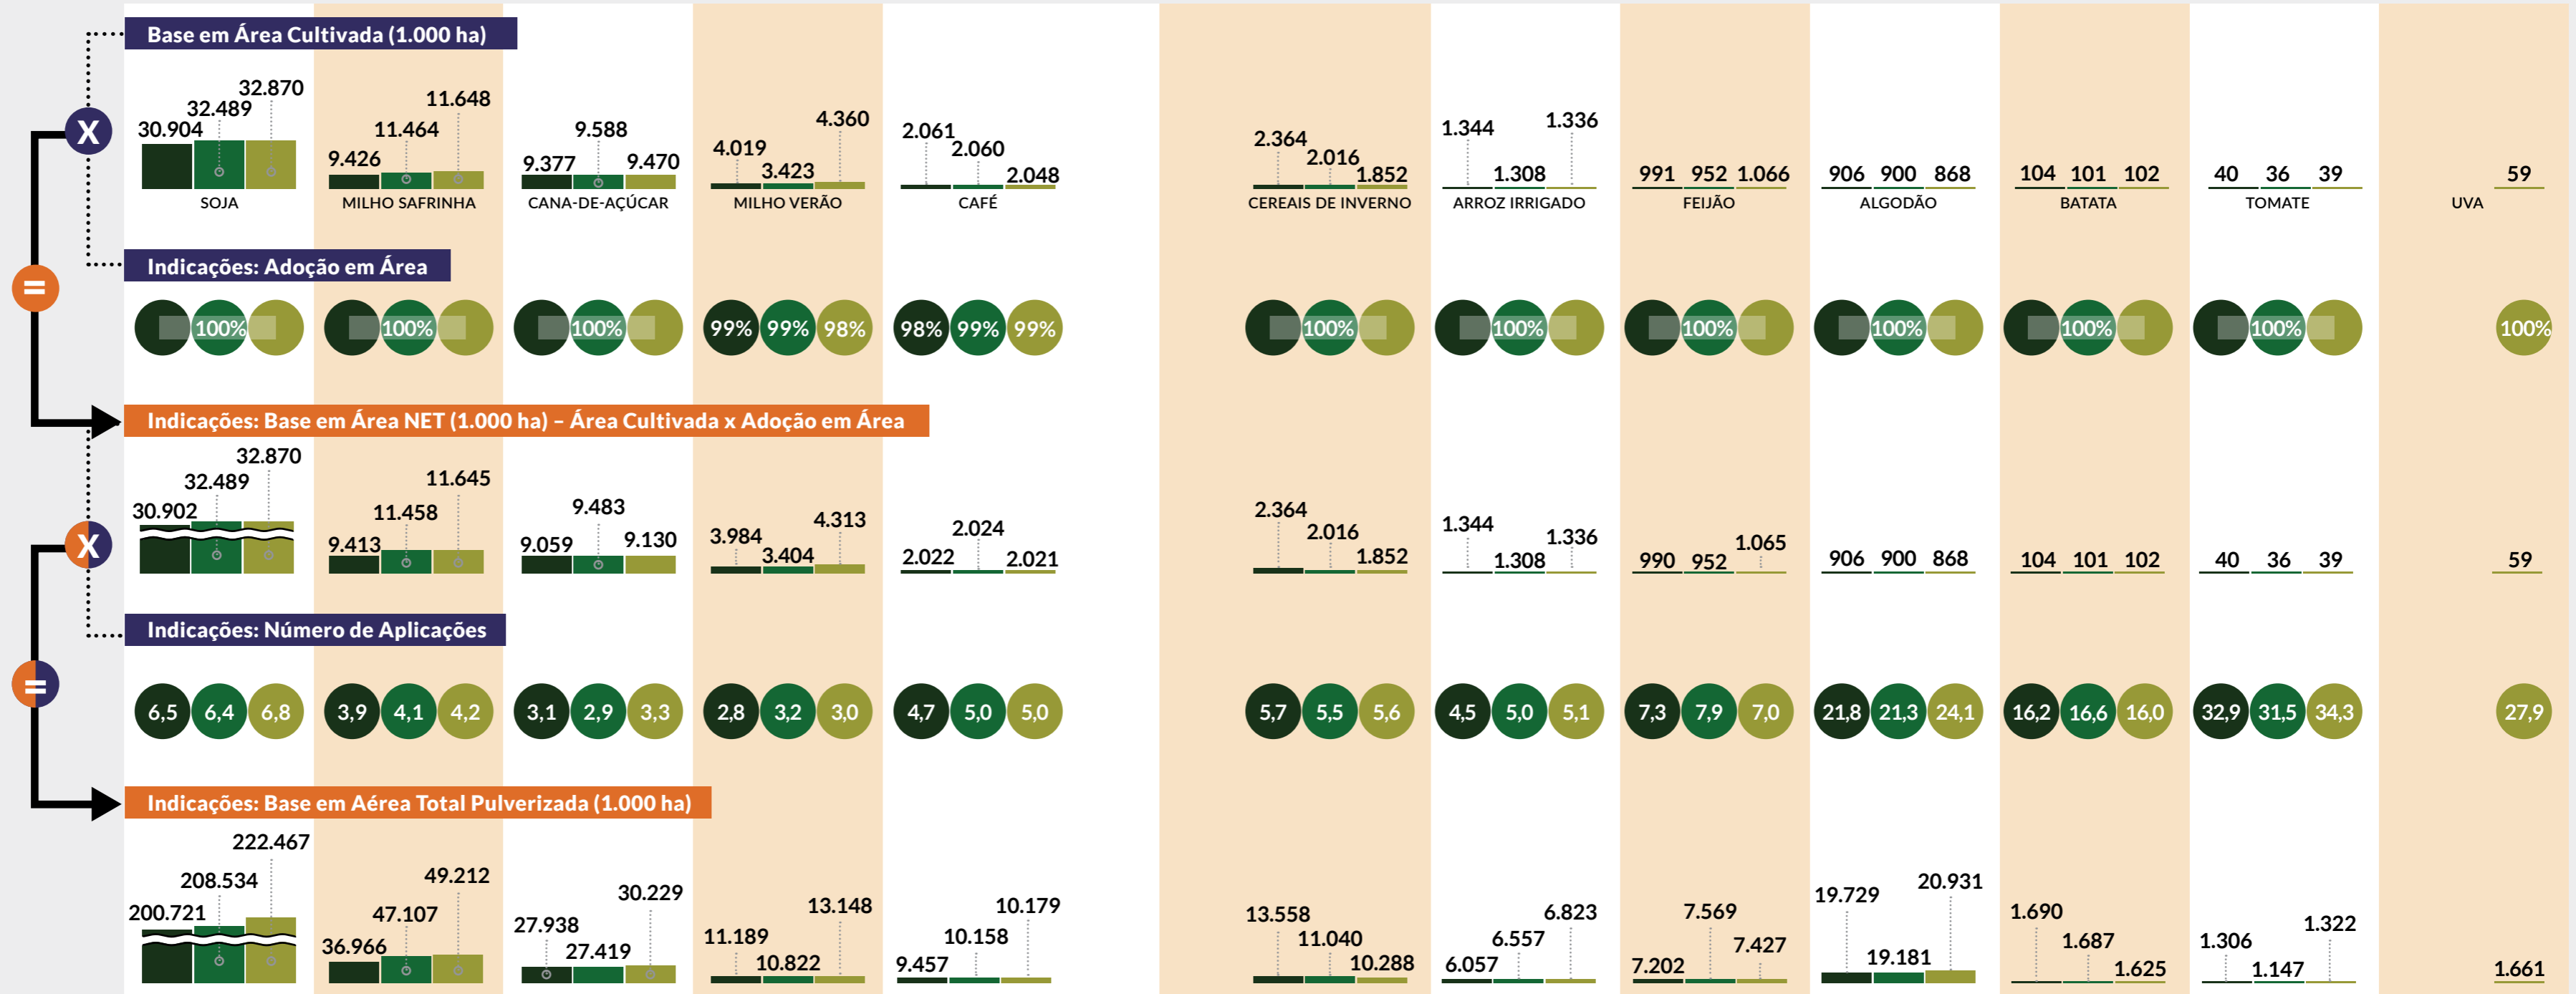 Base em Área Cultivada (1.000 ha)
30.904 32.489 32.870
9.426 11.464 11.648
9.377 9.588 9.470
4.019 3.423 4.360
2.061 2.060 2.048
2.364 2.016 1.852
1.344 1.308 1.336
991 952 1.066
906 900 868
104 101 102
40 36 39
59
SOJA
MILHO SAFRINHA
CANA-DE-AÇÚCAR
MILHO VERÃO
CAFÉ
CEREAIS DE INVERNO
ARROZ IRRIGADO
FEIJÃO
ALGODÃO
BATATA
TOMATE
UVA
X
Indicações: Adoção em Área
=
100%
100%
100%
99% 99% 98%
98% 99% 99%
100%
100%
100%
100%
100%
100%
100%
Indicações: Base em Área NET (1.000 ha) – Área Cultivada x Adoção em Área
30.902 32.489 32.870
9.413 11.458 11.645
9.059 9.483 9.130
3.984 3.404 4.313
2.022 2.024 2.021
2.364 2.016 1.852
1.344 1.308 1.336
990 952 1.065
906 900 868
104 101 102
40 36 39
59
X
Indicações: Número de Aplicações
=
6,5 6,4 6,8
3,9 4,1 4,2
3,1 2,9 3,3
2,8 3,2 3,0
4,7 5,0 5,0
5,7 5,5 5,6
4,5 5,0 5,1
7,3 7,9 7,0
21,8 21,3 24,1
16,2 16,6 16,0
32,9 31,5 34,3
27,9
Indicações: Base em Aérea Total Pulverizada (1.000 ha)
200.721 208.534 222.467
36.966 47.107 49.212
27.938 27.419 30.229
11.189 10.822 13.148
9.457 10.158 10.179
13.558 11.040 10.288
6.057 6.557 6.823
7.202 7.569 7.427
19.729 19.181 20.931
1.690 1.687 1.625
1.306 1.147 1.322
1.661